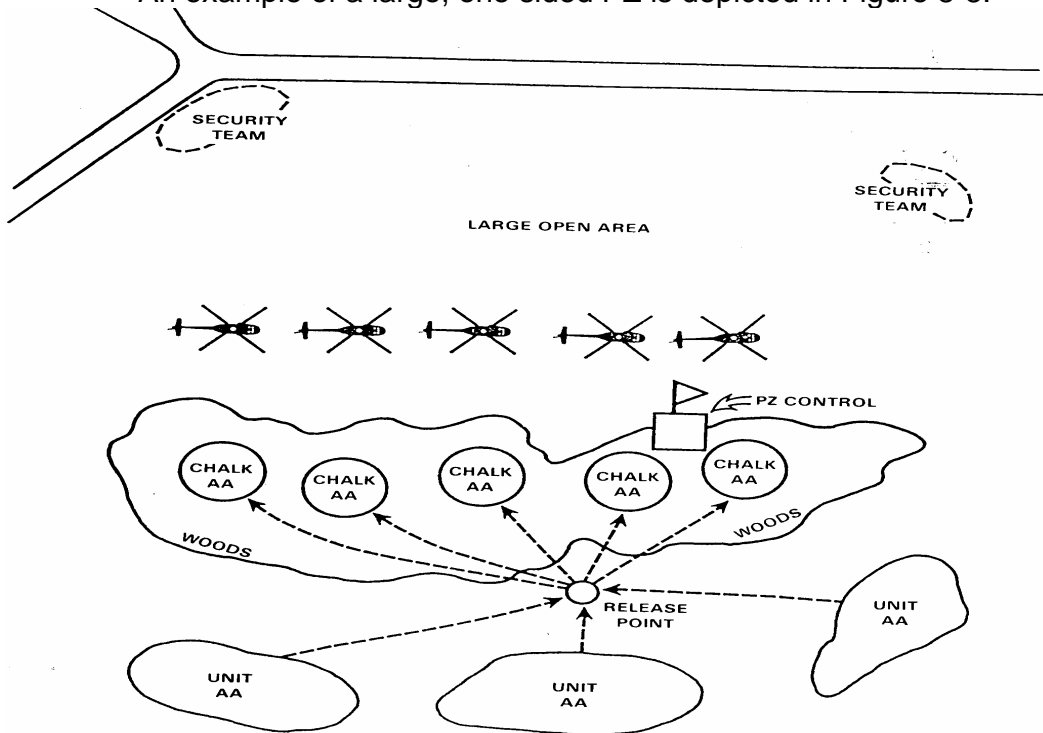 An example of a large, one-sided PZ is depicted in Figure
SECURITY
TEAM
SECURITY
TEAM
LARGE OPEN AREA
PZ CONTROL
CHALK
AA
CHALK
AA
CHALK
AA
CHALK
AA
CHALK
AA
WOODS
WOODS
RELEASE
POINT
UNIT
AA
UNIT
AA
UNIT
AA